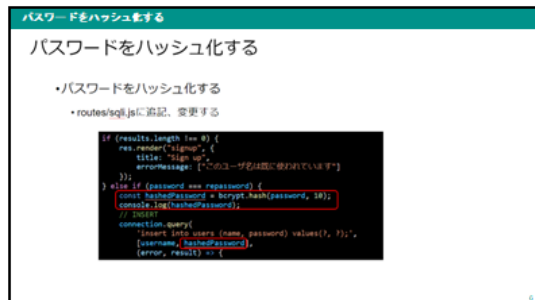 パスワードをハッシュ化する
パスワードをハッシュ化する
•パスワードをハッシュ化する
• routes/sqli.jsに追記、変更する
if (results.length !== 0) {
res.render("signup", {
title: "Sign up",
errorMessage: ["このユーザ名は既に使われています"]
});
} else if (password === repassword) {
const hashedPassword = bcrypt.hash(password, 10);
console.log(hashedPassword);
// INSERT
connection.query(
'insert into users (name, password) values(?, ?);',
[username, hashedPassword],
(error, result) => {
6